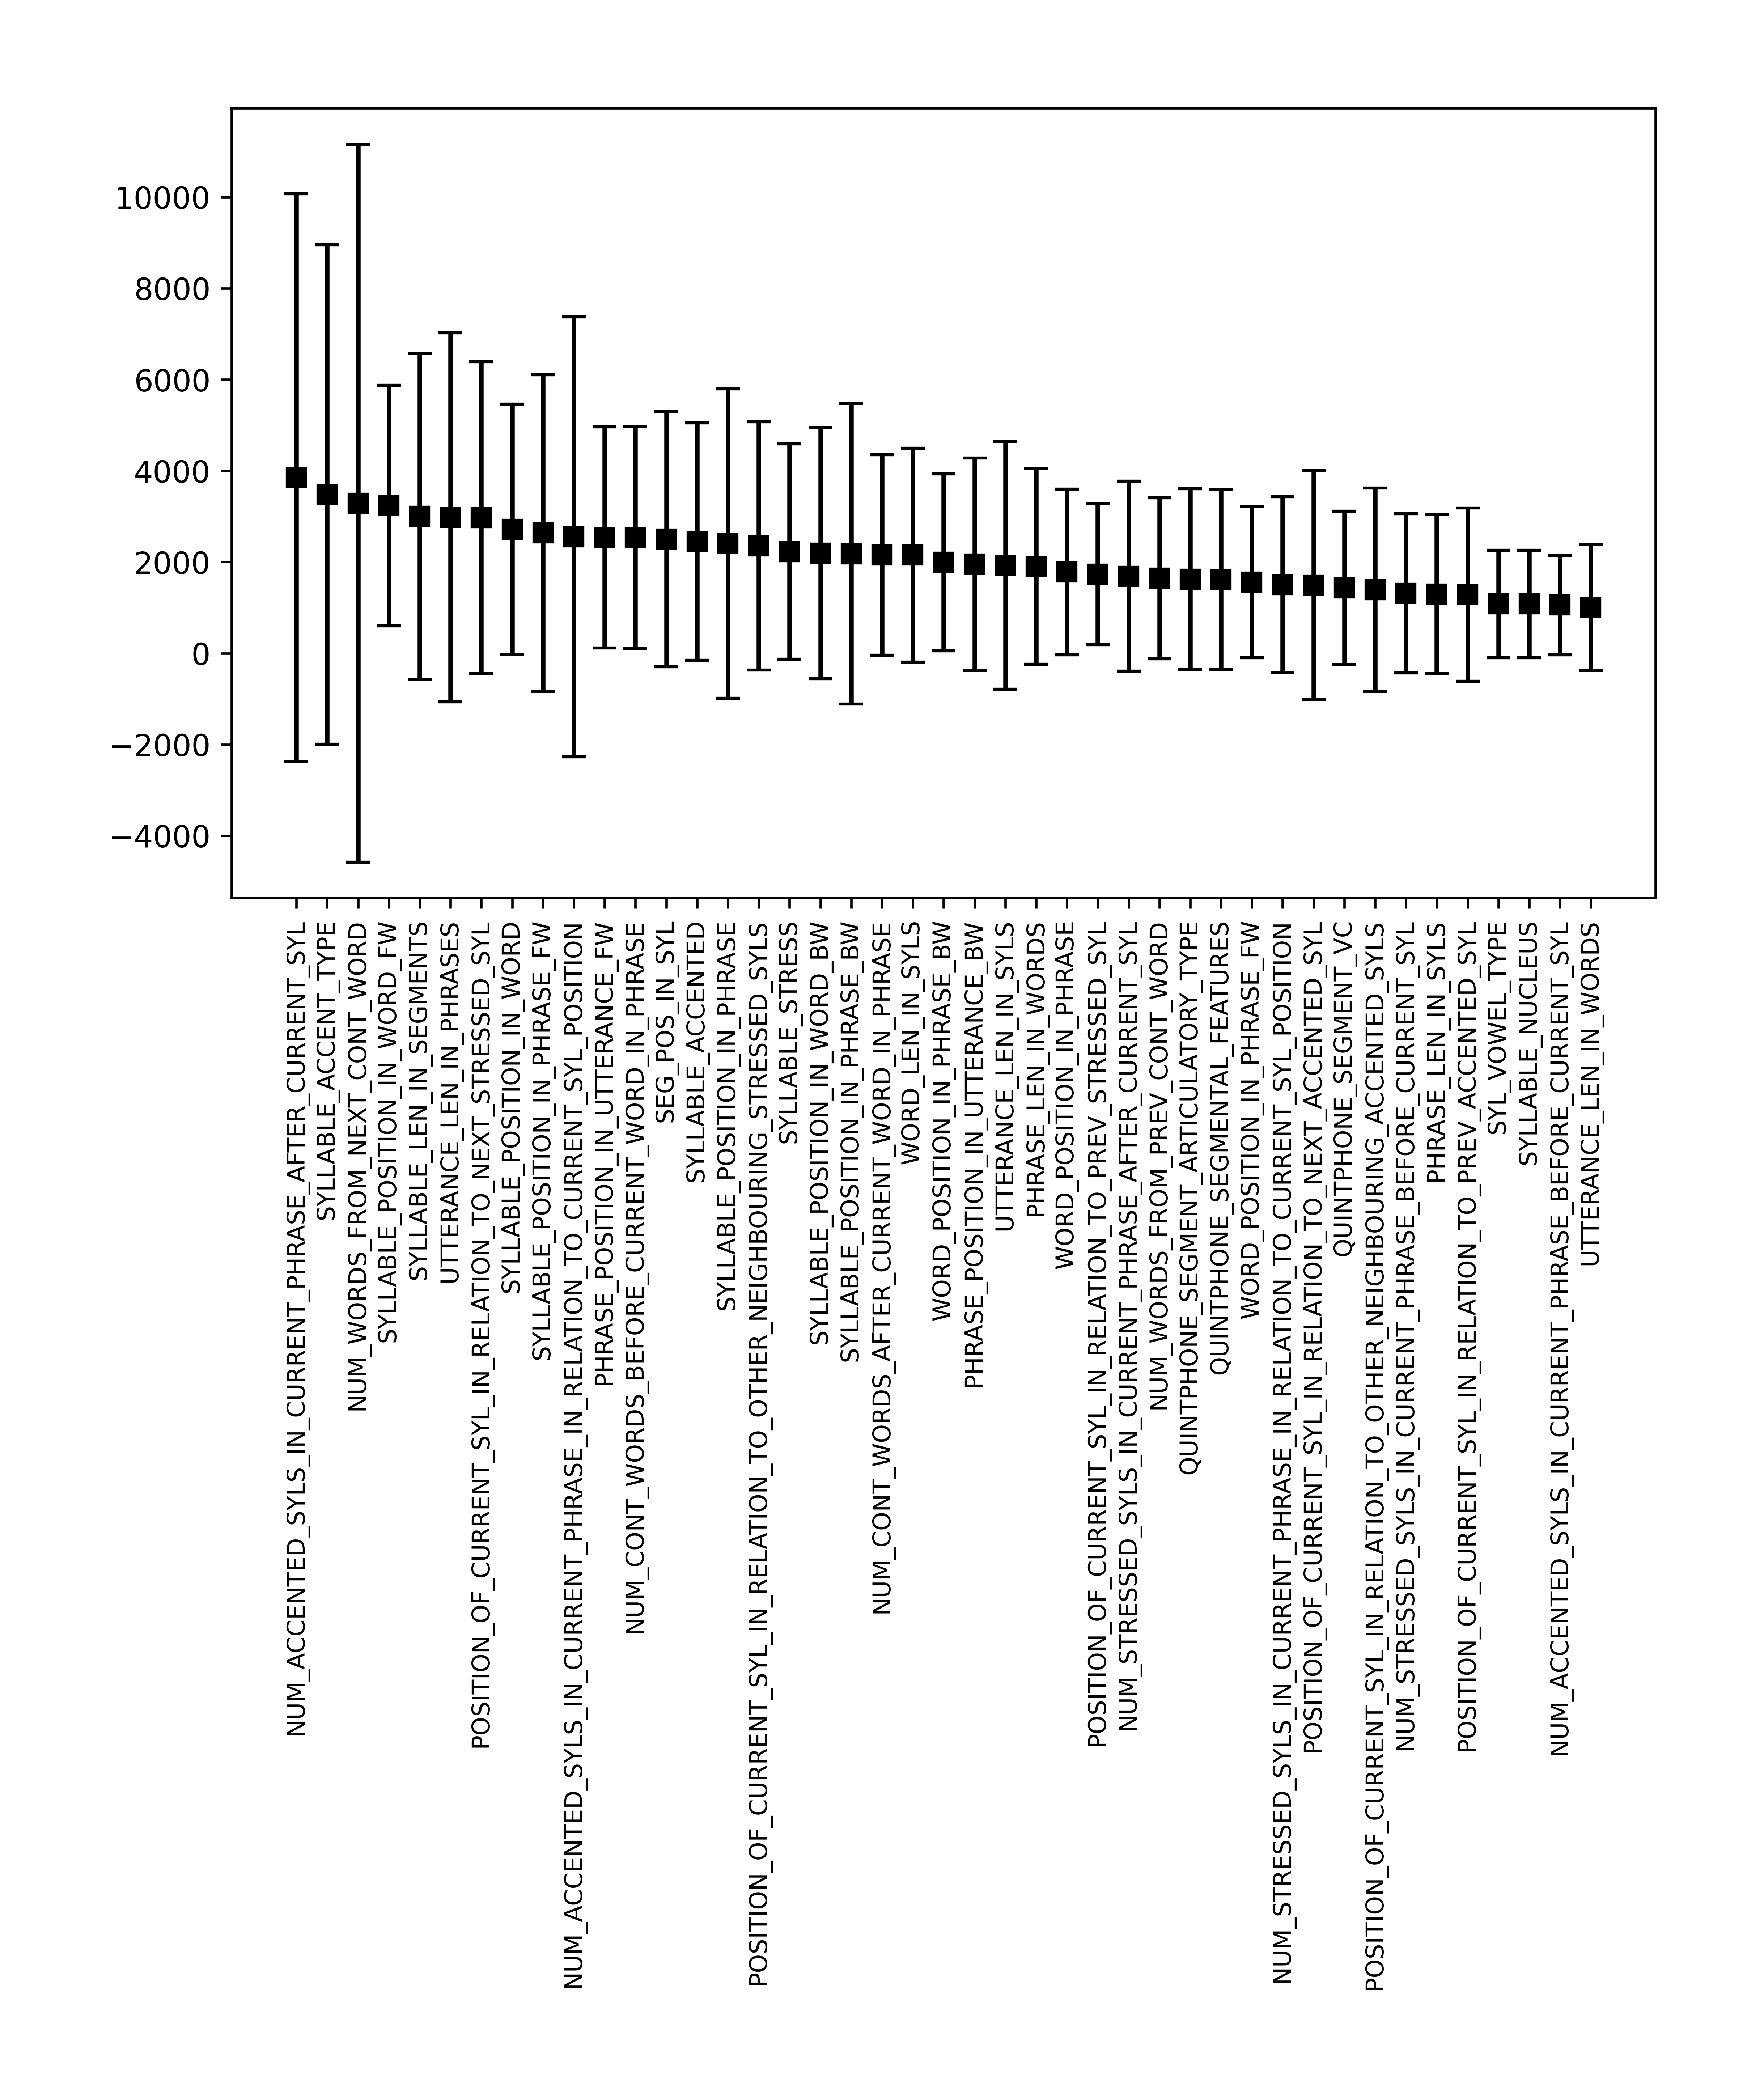 10000
8000
6000
4000
2000
0
−2000
−4000
NUM_ACCENTED_SYLS_IN_CURRENT_PHRASE_AFTER_CURRENT_SYL
SYLLABLE_ACCENT_TYPE
NUM_WORDS_FROM_NEXT_CONT_WORD
SYLLABLE_POSITION_IN_WORD_FW
SYLLABLE_LEN_IN_SEGMENTS
UTTERANCE_LEN_IN_PHRASES
POSITION_OF_CURRENT_SYL_IN_RELATION_TO_NEXT_STRESSED_SYL
SYLLABLE_POSITION_IN_WORD
SYLLABLE_POSITION_IN_PHRASE_FW
NUM_ACCENTED_SYLS_IN_CURRENT_PHRASE_IN_RELATION_TO_CURRENT_SYL_POSITION
PHRASE_POSITION_IN_UTTERANCE_FW
NUM_CONT_WORDS_BEFORE_CURRENT_WORD_IN_PHRASE
SEG_POS_IN_SYL
SYLLABLE_ACCENTED
SYLLABLE_POSITION_IN_PHRASE
POSITION_OF_CURRENT_SYL_IN_RELATION_TO_OTHER_NEIGHBOURING_STRESSED_SYLS
SYLLABLE_STRESS
SYLLABLE_POSITION_IN_WORD_BW
SYLLABLE_POSITION_IN_PHRASE_BW
NUM_CONT_WORDS_AFTER_CURRENT_WORD_IN_PHRASE
WORD_LEN_IN_SYLS
WORD_POSITION_IN_PHRASE_BW
PHRASE_POSITION_IN_UTTERANCE_BW
UTTERANCE_LEN_IN_SYLS
PHRASE_LEN_IN_WORDS
WORD_POSITION_IN_PHRASE
POSITION_OF_CURRENT_SYL_IN_RELATION_TO_PREV_STRESSED_SYL
NUM_STRESSED_SYLS_IN_CURRENT_PHRASE_AFTER_CURRENT_SYL
NUM_WORDS_FROM_PREV_CONT_WORD
QUINTPHONE_SEGMENT_ARTICULATORY_TYPE
QUINTPHONE_SEGMENTAL_FEATURES
WORD_POSITION_IN_PHRASE_FW
NUM_STRESSED_SYLS_IN_CURRENT_PHRASE_IN_RELATION_TO_CURRENT_SYL_POSITION
POSITION_OF_CURRENT_SYL_IN_RELATION_TO_NEXT_ACCENTED_SYL
QUINTPHONE_SEGMENT_VC
POSITION_OF_CURRENT_SYL_IN_RELATION_TO_OTHER_NEIGHBOURING_ACCENTED_SYLS
NUM_STRESSED_SYLS_IN_CURRENT_PHRASE_BEFORE_CURRENT_SYL
PHRASE_LEN_IN_SYLS
POSITION_OF_CURRENT_SYL_IN_RELATION_TO_PREV_ACCENTED_SYL
SYL_VOWEL_TYPE
SYLLABLE_NUCLEUS
NUM_ACCENTED_SYLS_IN_CURRENT_PHRASE_BEFORE_CURRENT_SYL
UTTERANCE_LEN_IN_WORDS